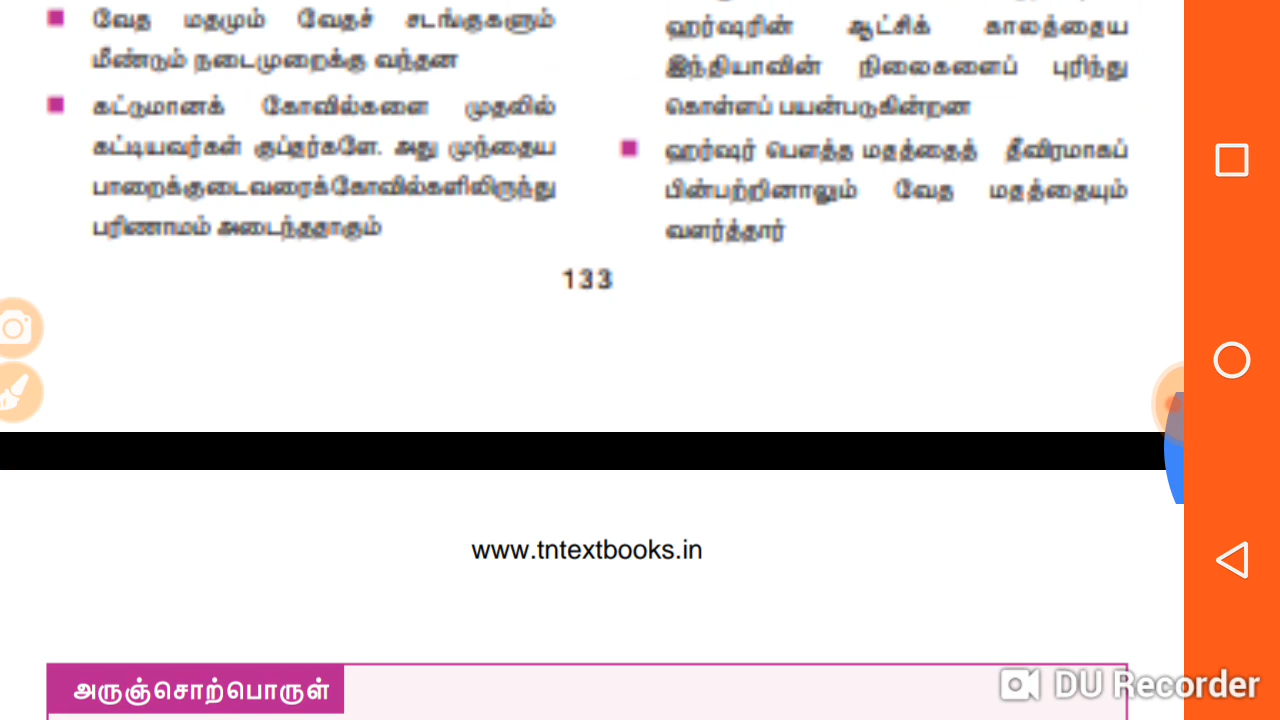 வேத மதமும் வேதச் சடங்குகளும்
மீண்டும் நடைமுறைக்கு வந்தன
கட்டுமானக் கோவில்களை முதலில்
கட்டியவர்கள் குப்தர்களே. அது முந்தைய
பாறைக்குடைவரைக்கோவில்களிலிருந்து
பரிணாமம் அடைந்ததாகும்
ஹர்ஷரின் ஆட்சிக் காலத்தைய
இந்தியாவின் நிலைகளைப் புரிந்து
கொள்ளப் பயன்படுகின்றன
ஹர்ஷர் பௌத்த மதத்தைத் தீவிரமாகப்
பின்பற்றினாலும் வேத மதத்தையும்
வளர்த்தார்
133
www.tntextbooks.in
அருஞ்சொற்பொருள்
DU Recorder